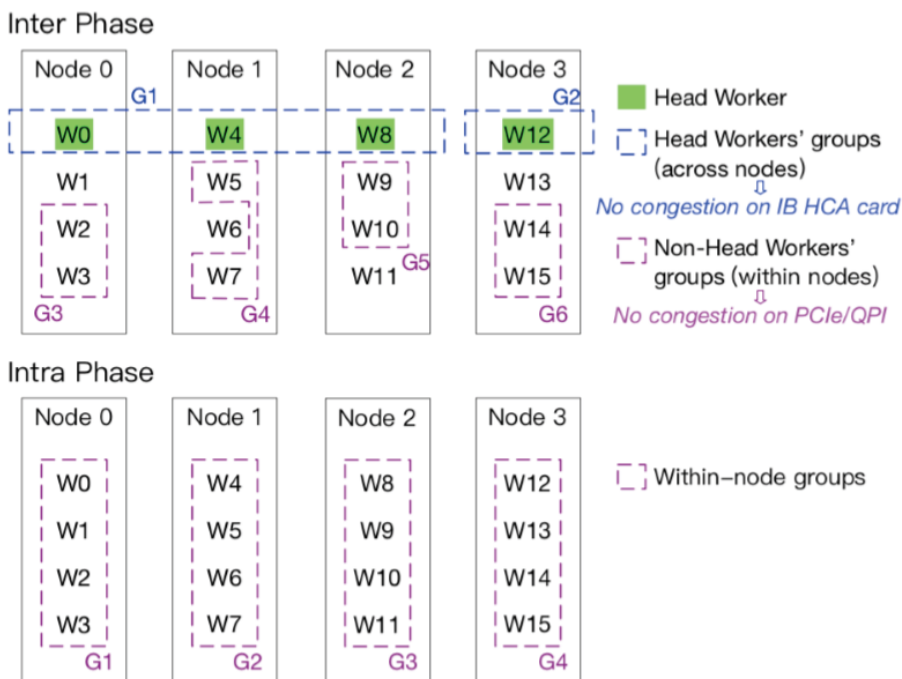 Inter Phase
Node 0 Node 1 Node 2 Node 3
G1 G2
W0 W4 W8 W12
W1 W5 W9 W13
W2 W6 W10 W14
W3 W7 W11 W15
G3 G4 G5 G6
Head Worker
Head Workers' groups
(across nodes)
No congestion on IB HCA card
Non-Head Workers'
groups (within nodes)
No congestion on PCIe/QPI
Intra Phase
Node 0 Node 1 Node 2 Node 3
W0 W4 W8 W12
W1 W5 W9 W13
W2 W6 W10 W14
W3 W7 W11 W15
G1 G2 G3 G4
Within-node groups